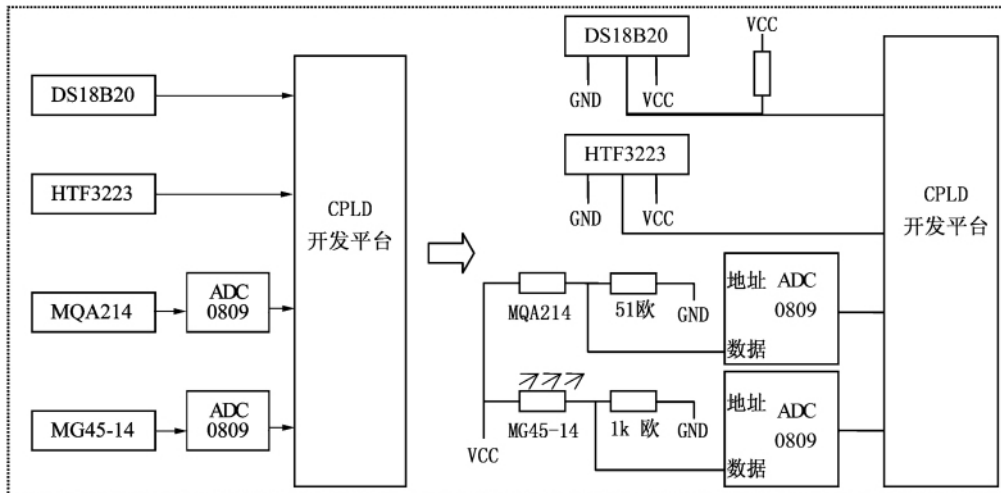 DS18B20
HTF3223
MQA214
ADC
0809
MG45-14
ADC
0809
CPLD
开发平台
VCC
DS18B20
GND
VCC
HTF3223
GND
VCC
CPLD
开发平台
MQA214
51欧
GND
地址
ADC
0809
数据
MG45-14
1k 欧
GND
VCC
地址
ADC
0809
数据